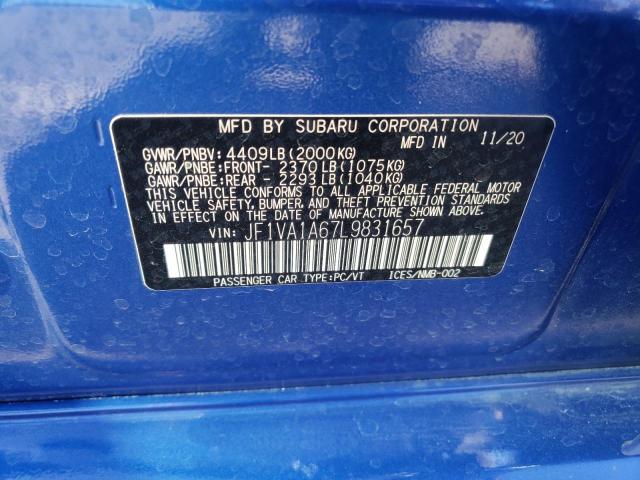 MFD BY SUBARU CORPORATION
MFD IN 11/20
GVWR/PNBV: 4409LB(2000KG)
GAWR/PNBE:FRONT- 2370LB(1075KG)
GAWR/PNBE:REAR - 2293LB(1040KG)
THIS VEHICLE CONFORMS TO ALL APPLICABLE FEDERAL MOTOR
VEHICLE SAFETY, BUMPER, AND THEFT PREVENTION STANDARDS
IN EFFECT ON THE DATE OF MANUFACTURE SHOWN ABOVE.
VIN: JF1VA1A67L9831657
PASSENGER CAR TYPE:PC/VT ICES/NMB-002